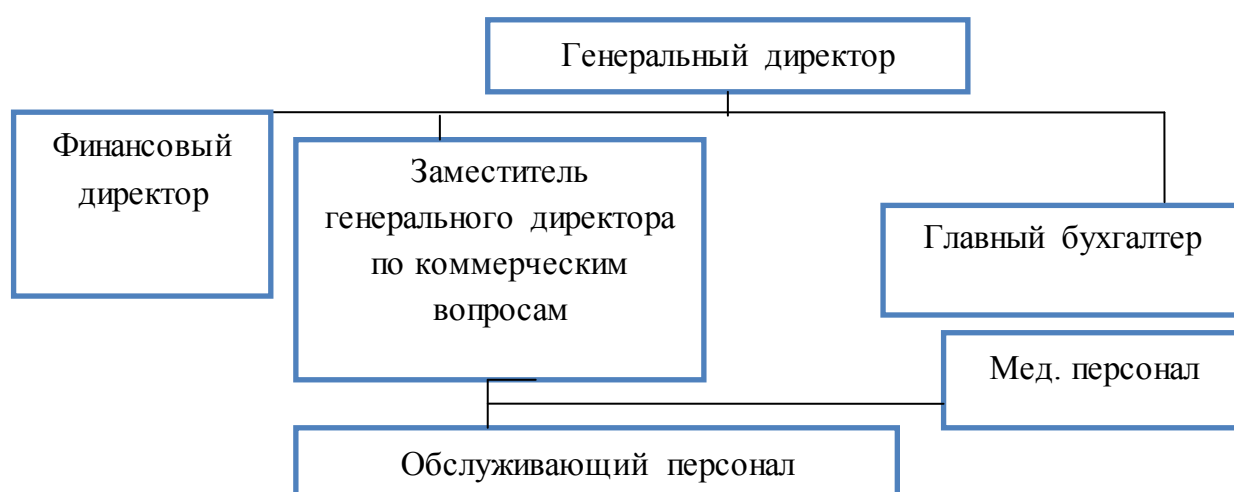 Генеральный директор
Финансовый
директор
Заместитель
генерального директора
по коммерческим
вопросам
Главный бухгалтер
Мед. персонал
Обслуживающий персонал